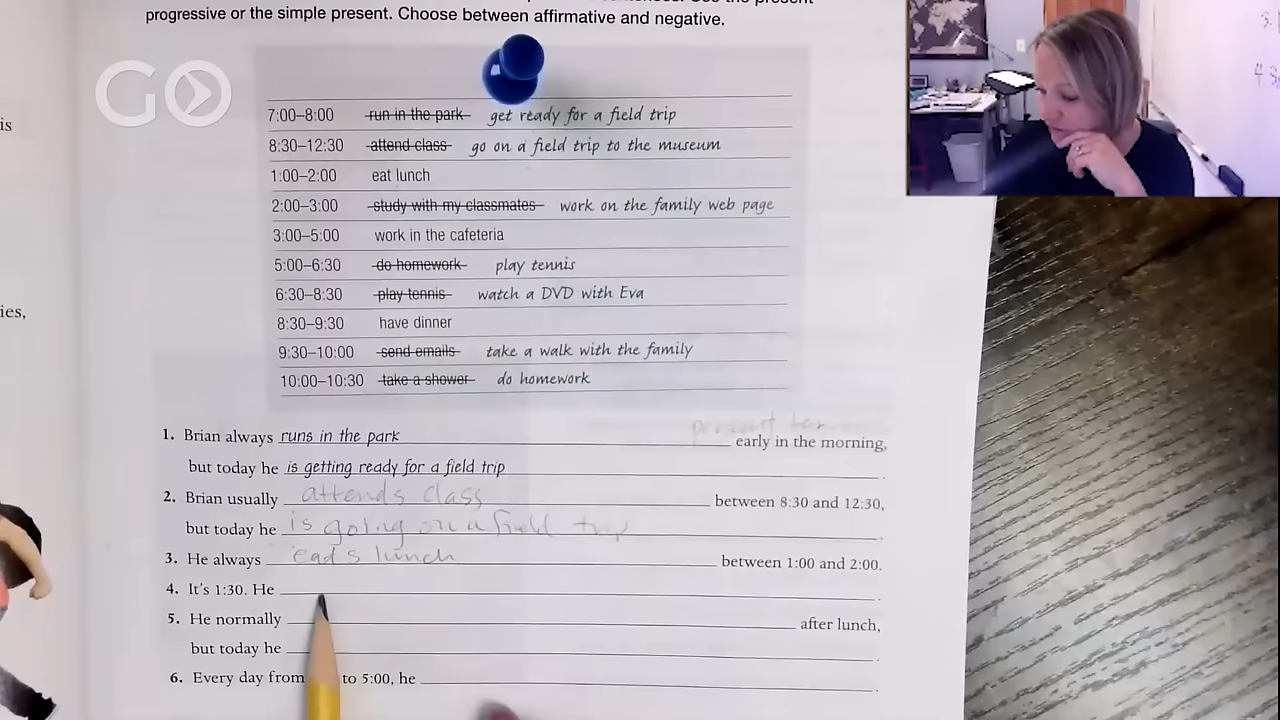 progressive or the simple present. Choose between affirmative and negative.
GO
is
7:00–8:00 run in the park get ready for a field trip
8:30–12:30 attend class go on a field trip to the museum
1:00–2:00 eat lunch
2:00–3:00 study with my classmates work on the family web page
3:00–5:00 work in the cafeteria
5:00–6:30 do homework play tennis
6:30–8:30 play tennis watch a DVD with Eva
ies,
8:30–9:30 have dinner
9:30–10:00 send emails take a walk with the family
10:00–10:30 take a shower do homework
1. Brian always runs in the park early in the morning,
but today he is getting ready for a field trip.
2. Brian usually attends class between 8:30 and 12:30,
but today he is going on a field trip.
3. He always eats lunch between 1:00 and 2:00.
4. It's 1:30. He .
5. He normally after lunch,
but today he .
6. Every day from to 5:00, he .